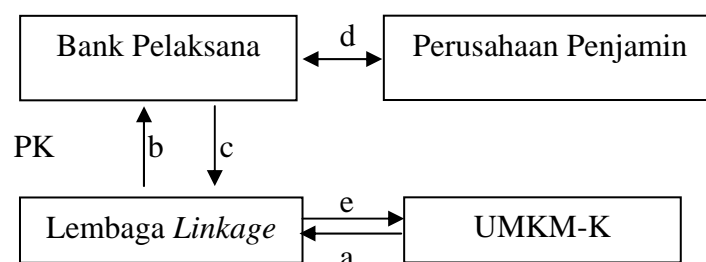 Bank Pelaksana
d
Perusahaan Penjamin
PK
b
c
Lembaga Linkage
e
a
UMKM-K